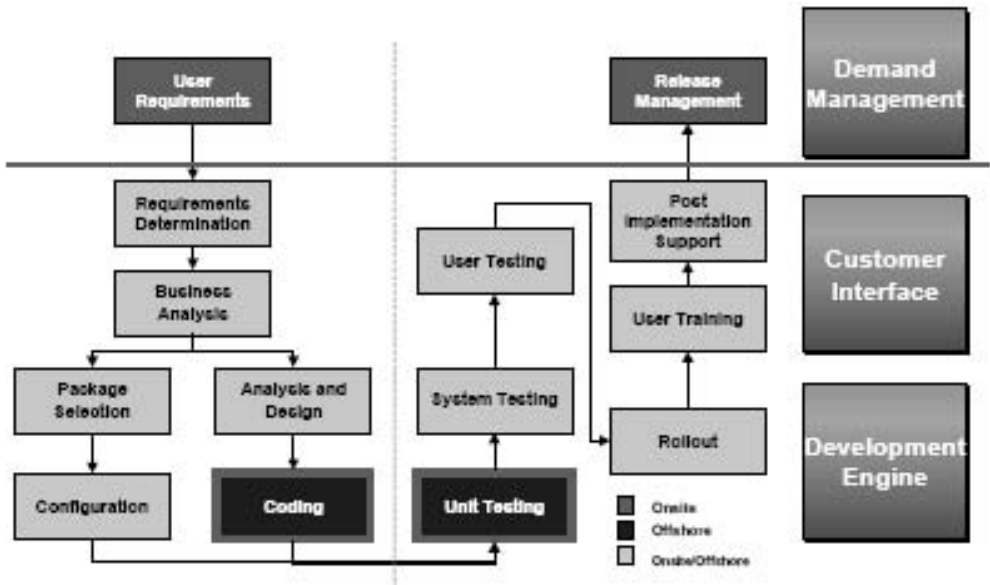 User
Requirements
Release
Management
Demand
Management
Requirements
Determination
Business
Analysis
Package
Selection
Analysis and
Design
Configuration
Coding
User Testing
System Testing
Unit Testing
Post
Implementation
Support
User Training
Rollout
Customer
Interface
Development
Engine
Onsite
Offshore
Onsite/Offshore